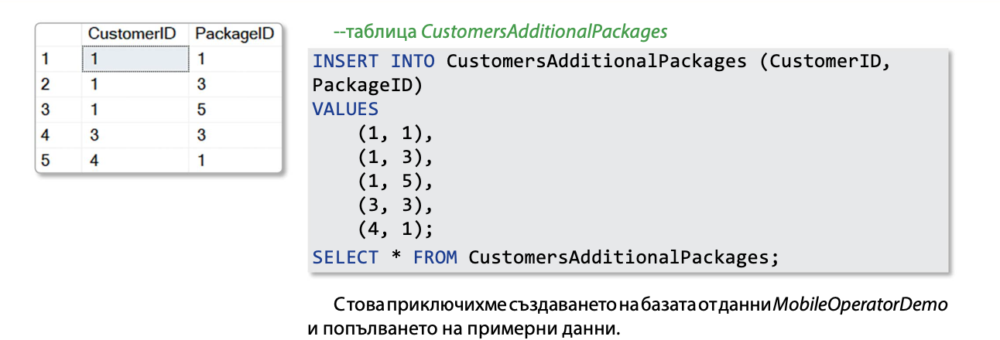 CustomerID PackageID
1 1 1
2 1 3
3 1 5
4 3 3
5 4 1
--таблица CustomersAdditionalPackages
INSERT INTO CustomersAdditionalPackages (CustomerID,
PackageID)
VALUES
(1, 1),
(1, 3),
(1, 5),
(3, 3),
(4, 1);
SELECT * FROM CustomersAdditionalPackages;
С това приключихме създаването на базата от данни MobileOperatorDemo
и попълването на примерни данни.